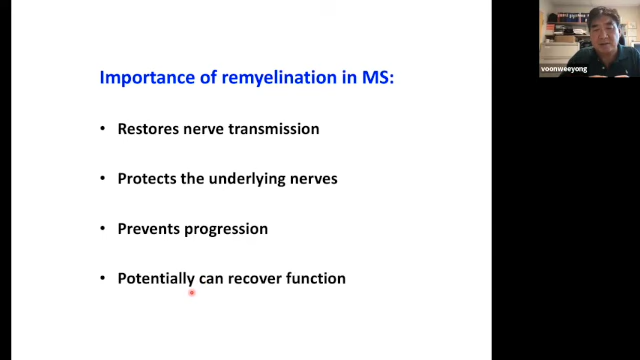 Importance of remyelination in MS:
• Restores nerve transmission
• Protects the underlying nerves
• Prevents progression
• Potentially can recover function
voonweeyong